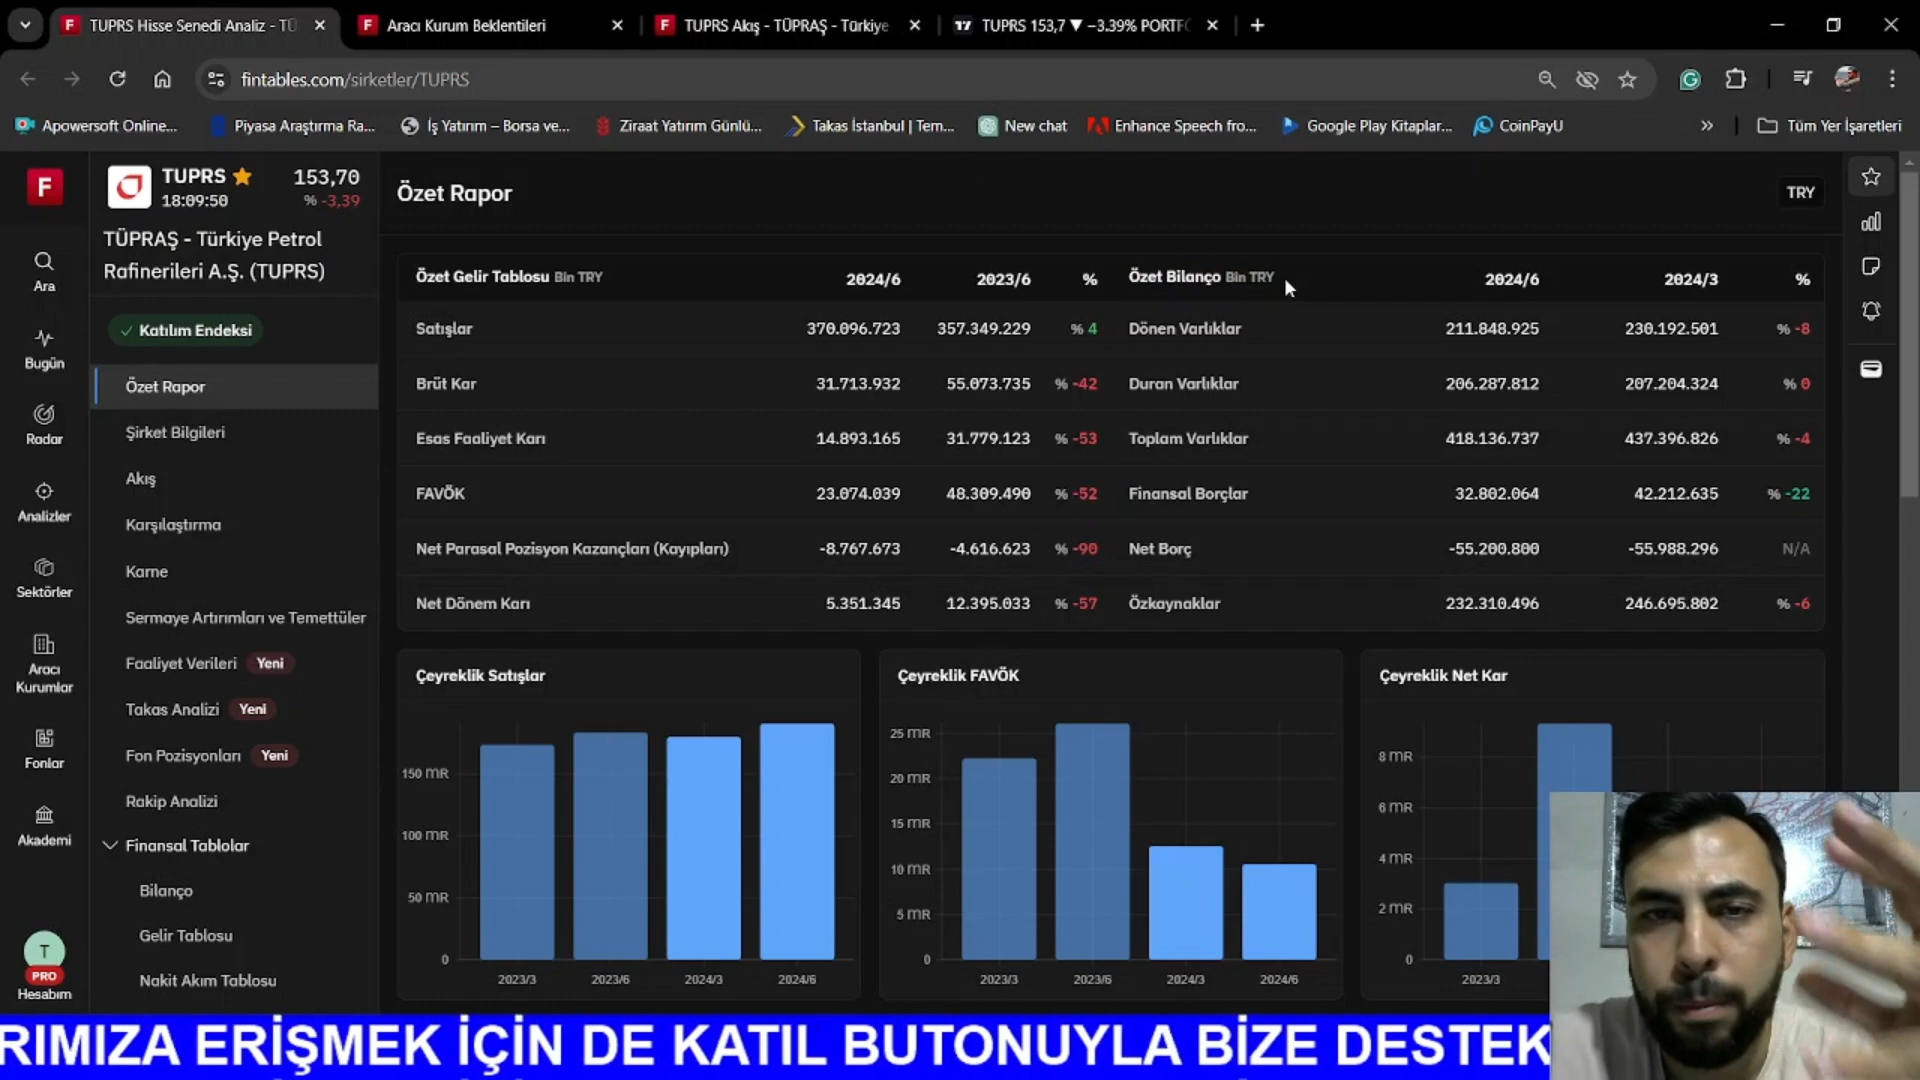 TUPRS Hisse Senedi Analiz - TÜ
Aracı Kurum Beklentileri
TUPRS Akış - TÜPRAŞ - Türkiye
TUPRS 153,7 ▼ −3.39% PORTF
fintables.com/sirketler/TUPRS
Apowersoft Online...
Piyasa Araştırma Ra...
İş Yatırım – Borsa ve...
Ziraat Yatırım Günlü...
Takas İstanbul | Tem...
New chat
Enhance Speech fro...
Google Play Kitaplar...
CoinPayU
»
Tüm Yer İşaretleri
F
Ara
Bugün
Radar
Analizler
Sektörler
Aracı
Kurumlar
Fonlar
Akademi
T
PRO
Hesabım
TUPRS 153,70
18:09:50 % -3,39
TÜPRAŞ - Türkiye Petrol
Rafinerileri A.Ş. (TUPRS)
✓ Katılım Endeksi
Özet Rapor
Şirket Bilgileri
Akış
Karşılaştırma
Karne
Sermaye Artırımları ve Temettüler
Faaliyet Verileri Yeni
Takas Analizi Yeni
Fon Pozisyonları Yeni
Rakip Analizi
Finansal Tablolar
Bilanço
Gelir Tablosu
Nakit Akım Tablosu
Özet Rapor
TRY
Özet Gelir Tablosu Bin TRY 2024/6 2023/6 %
Satışlar 370.096.723 357.349.229 % 4
Brüt Kar 31.713.932 55.073.735 % -42
Esas Faaliyet Karı 14.893.165 31.779.123 % -53
FAVÖK 23.074.039 48.309.490 % -52
Net Parasal Pozisyon Kazançları (Kayıpları) -8.767.673 -4.616.623 % -90
Net Dönem Karı 5.351.345 12.395.033 % -57
Özet Bilanço Bin TRY 2024/6 2024/3 %
Dönen Varlıklar 211.848.925 230.192.501 % -8
Duran Varlıklar 206.287.812 207.204.324 % 0
Toplam Varlıklar 418.136.737 437.396.826 % -4
Finansal Borçlar 32.802.064 42.212.635 % -22
Net Borç -55.200.800 -55.988.296 N/A
Özkaynaklar 232.310.496 246.695.802 % -6
Çeyreklik Satışlar
150 mR
100 mR
50 mR
0
2023/3 2023/6 2024/3 2024/6
Çeyreklik FAVÖK
25 mR
20 mR
15 mR
10 mR
5 mR
0
2023/3 2023/6 2024/3 2024/6
Çeyreklik Net Kar
8 mR
6 mR
4 mR
2 mR
0
2023/3
RIMIZA ERİŞMEK İÇİN DE KATIL BUTONUYLA BİZE DESTEK